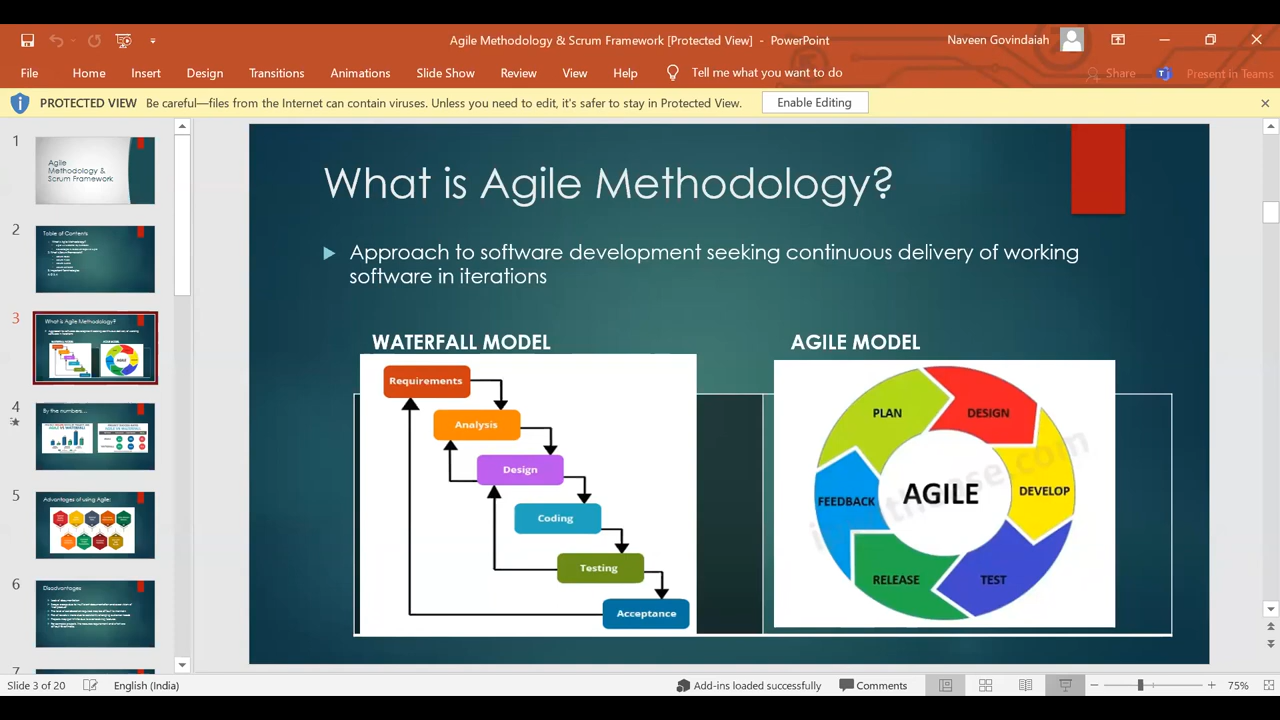 Agile Methodology & Scrum Framework [Protected View] - PowerPoint
Naveen Govindaiah
File Home Insert Design Transitions Animations Slide Show Review View Help Tell me what you want to do
Share Present in Teams
PROTECTED VIEW Be careful—files from the Internet can contain viruses. Unless you need to edit, it's safer to stay in Protected View. Enable Editing
1
Agile
Methodology &
Scrum Framework
2
Table of Contents
3
What is Agile Methodology?
WATERFALL MODEL AGILE MODEL
4
By the numbers...
5
Advantages of using Agile:
6
Disadvantages
7
What is Agile Methodology?
Approach to software development seeking continuous delivery of working
software in iterations
WATERFALL MODEL
Requirements
Analysis
Design
Coding
Testing
Acceptance
AGILE MODEL
PLAN
DESIGN
DEVELOP
TEST
RELEASE
FEEDBACK
AGILE
Slide 3 of 20 English (India) Add-ins loaded successfully Comments 75%